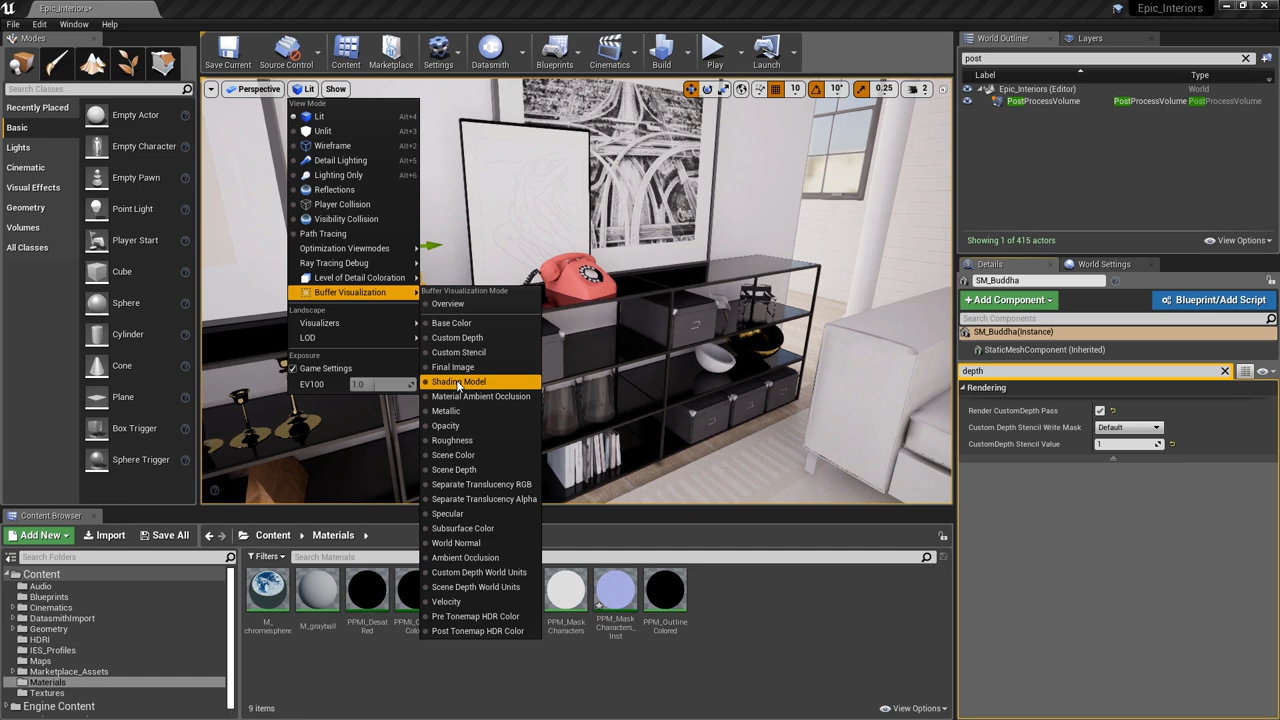 Epic_Interiors*
Epic_Interiors
File Edit Window Help
Modes
Search Classes
Recently Placed
Basic
Lights
Cinematic
Visual Effects
Geometry
Volumes
All Classes
Empty Actor
Empty Character
Empty Pawn
Point Light
Player Start
Cube
Sphere
Cylinder
Cone
Plane
Box Trigger
Sphere Trigger
Save Current
Source Control
Content
Marketplace
Settings
Datasmith
Blueprints
Cinematics
Build
Play
Launch
Perspective
Lit
Show
10
10°
0.25
2
View Mode
Lit Alt+4
Unlit Alt+3
Wireframe Alt+2
Detail Lighting Alt+5
Lighting Only Alt+6
Reflections
Player Collision
Visibility Collision
Path Tracing
Optimization Viewmodes
Ray Tracing Debug
Level of Detail Coloration
Buffer Visualization
Landscape
Visualizers
LOD
Exposure
Game Settings
EV100 1.0
Buffer Visualization Mode
Overview
Base Color
Custom Depth
Custom Stencil
Final Image
Shading Model
Material Ambient Occlusion
Metallic
Opacity
Roughness
Scene Color
Scene Depth
Separate Translucency RGB
Separate Translucency Alpha
Specular
Subsurface Color
World Normal
Ambient Occlusion
Custom Depth World Units
Scene Depth World Units
Velocity
Pre Tonemap HDR Color
Post Tonemap HDR Color
World Outliner
Layers
post
Label Type
Epic_Interiors (Editor) World
PostProcessVolume PostProcessVolume PostProcessVolume
Showing 1 of 415 actors
View Options
Details
World Settings
SM_Buddha
Add Component
Blueprint/Add Script
Search Components
SM_Buddha(Instance)
StaticMeshComponent (Inherited)
depth
Rendering
Render CustomDepth Pass
Custom Depth Stencil Write Mask Default
CustomDepth Stencil Value 1
Content Browser
Add New
Import
Save All
Content
Materials
Search Folders
Filters
Search Materials
Content
Audio
Blueprints
Cinematics
DatasmithImport
Geometry
HDRI
IES_Profiles
Maps
Marketplace_Assets
Materials
Textures
Engine Content
M_
chromesphere
M_grayball
PPMI_Desat
Red
PPM_Mask
Characters
PPM_Mask
Characters_
Inst
PPM_Outline
Colored
9 items
View Options